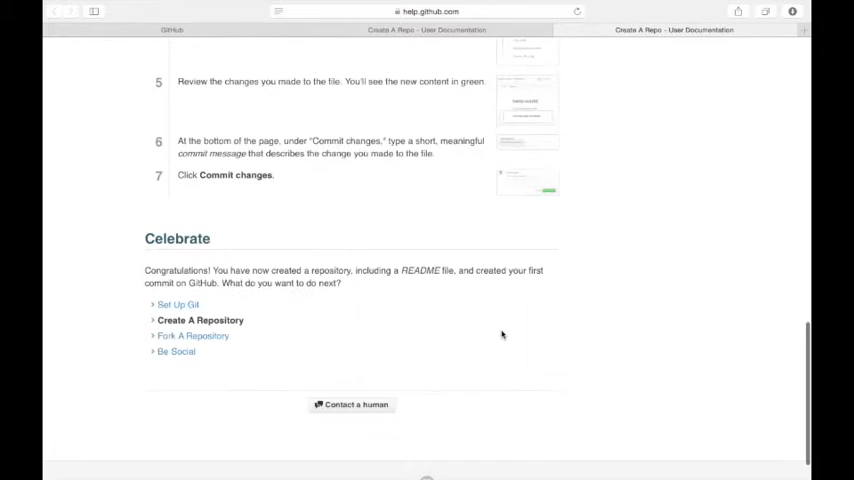 help.github.com
GitHub
Create A Repo - User Documentation
Create A Repo - User Documentation
5 Review the changes you made to the file. You'll see the new content in green.
6 At the bottom of the page, under "Commit changes," type a short, meaningful
commit message that describes the change you made to the file.
7 Click Commit changes.
Celebrate
Congratulations! You have now created a repository, including a README file, and created your first
commit on GitHub. What do you want to do next?
Set Up Git
Create A Repository
Fork A Repository
Be Social
Contact a human